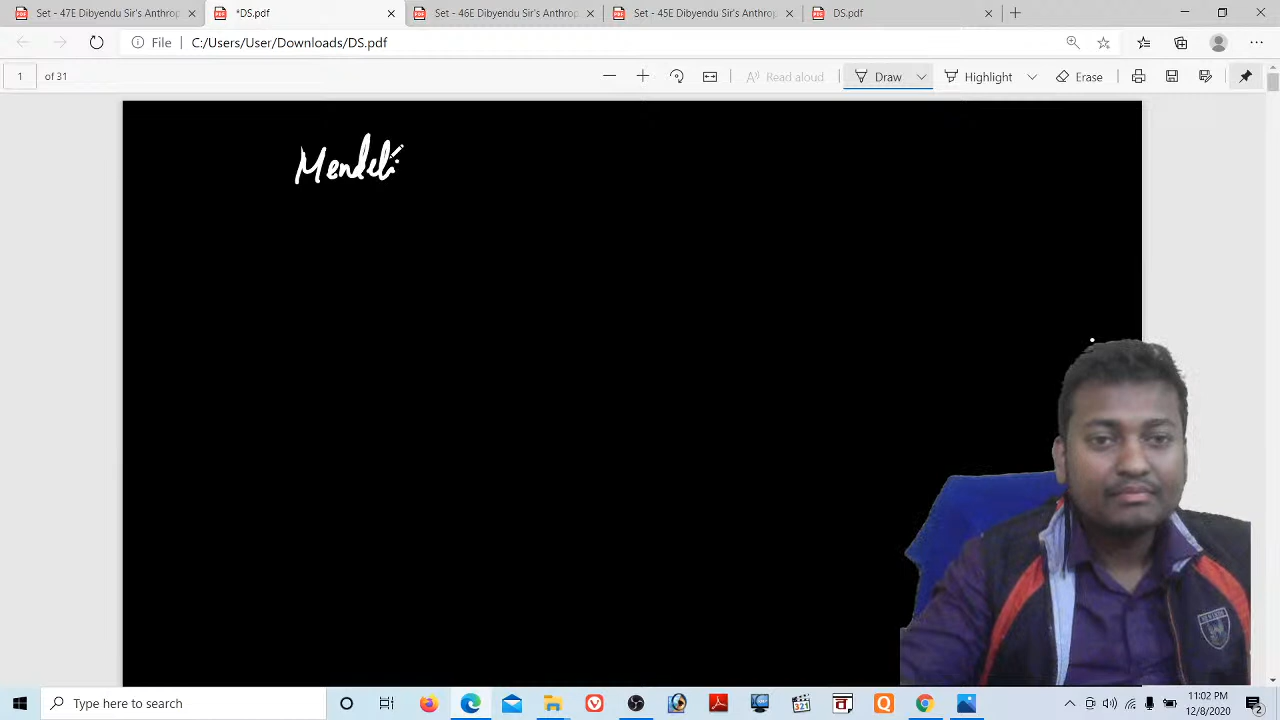 Set - 47E Dibyendu Sir's Anthrop
*DS.pdf
Set - 46E Dibyendu Sir's Anthrop
Set - 45E Dibyendu Sir's Anthrop
DS.pdf
File
C:/Users/User/Downloads/DS.pdf
1 of 31
Read aloud
Draw
Highlight
Erase
Mendeli
Type here to search
11:02 PM
12/8/2020